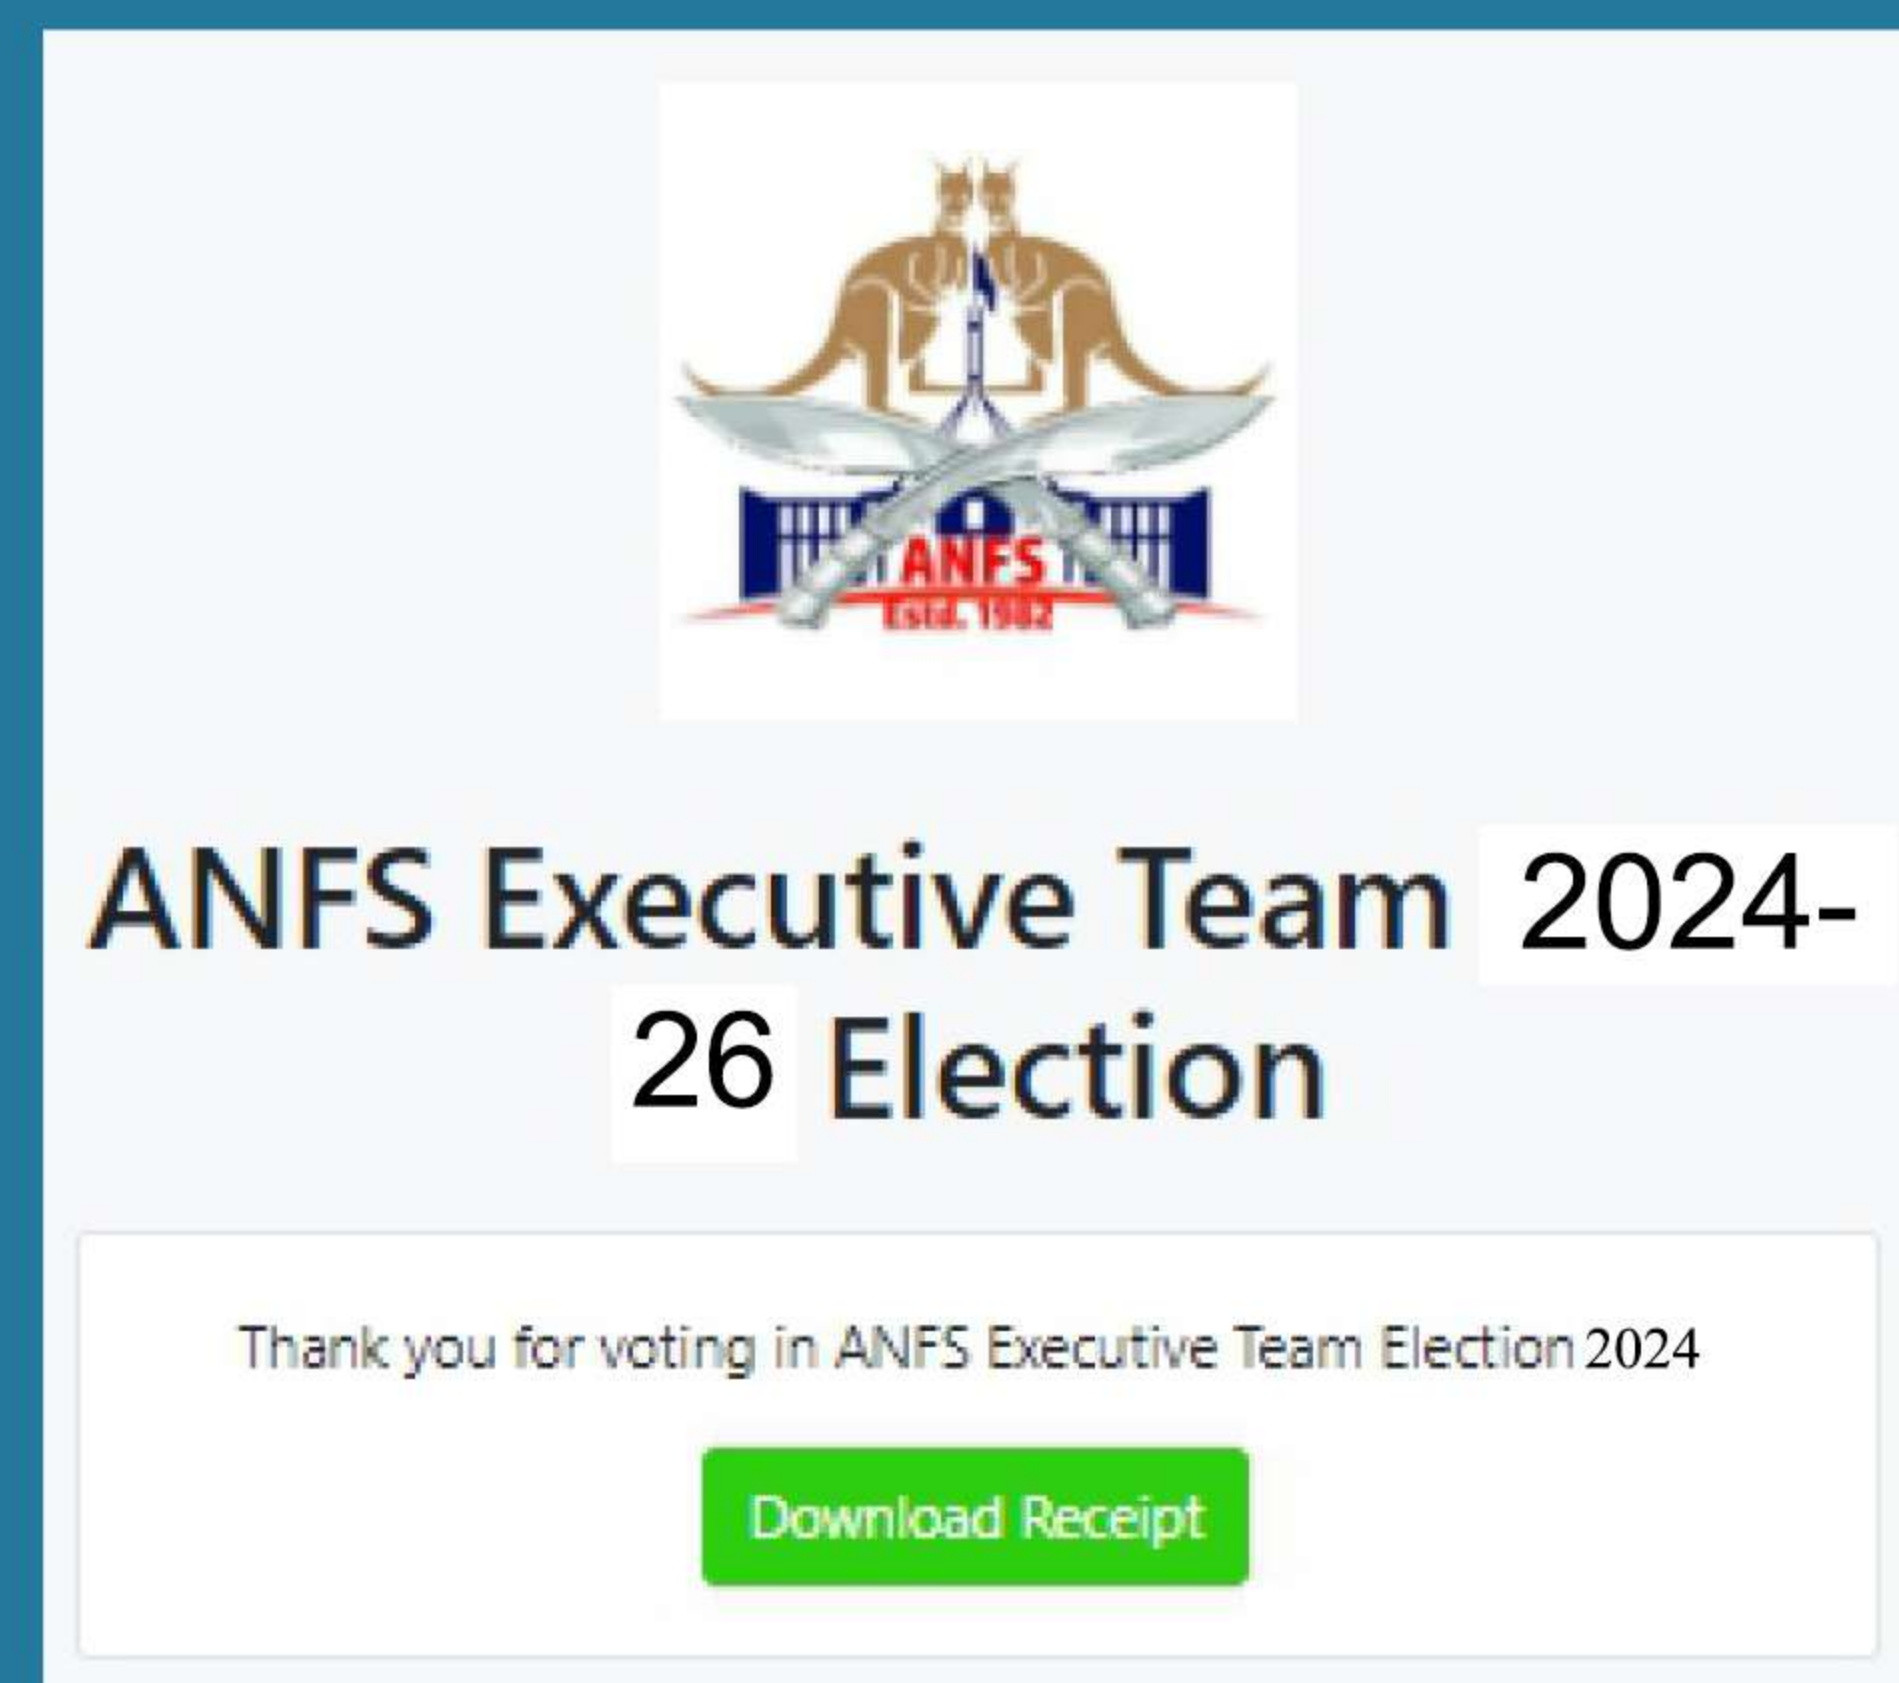 ANFS
Estd. 1982
ANFS Executive Team 2024-
26 Election
Thank you for voting in ANFS Executive Team Election 2024
Download Receipt